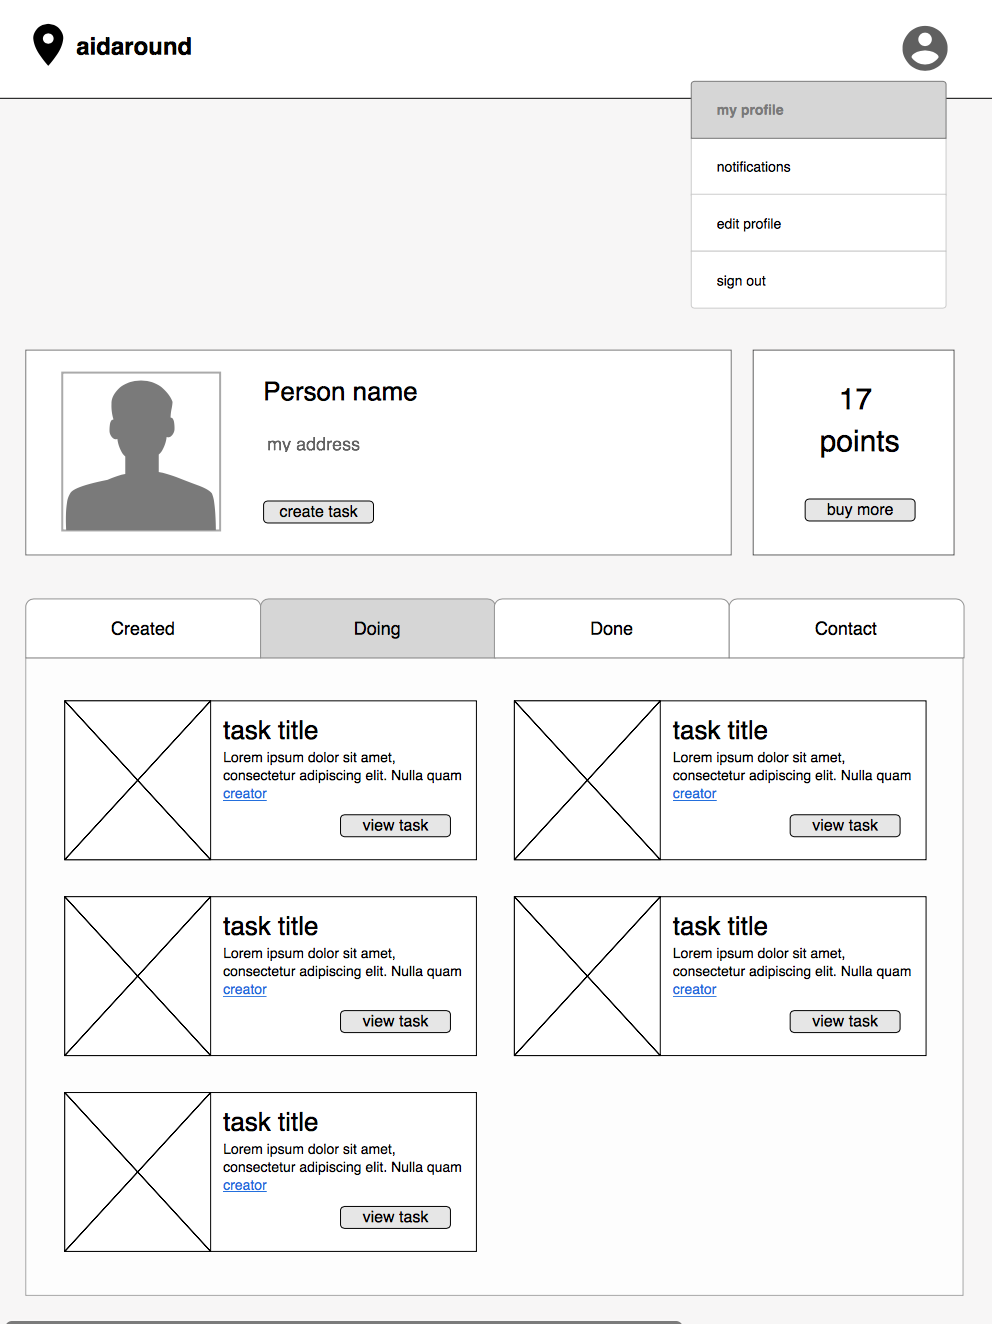 aidaround
my profile
notifications
edit profile
sign out
Person name
my address
create task
17
points
buy more
Created
Doing
Done
Contact
task title
Lorem ipsum dolor sit amet,
consectetur adipiscing elit. Nulla quam
creator
view task
task title
Lorem ipsum dolor sit amet,
consectetur adipiscing elit. Nulla quam
creator
view task
task title
Lorem ipsum dolor sit amet,
consectetur adipiscing elit. Nulla quam
creator
view task
task title
Lorem ipsum dolor sit amet,
consectetur adipiscing elit. Nulla quam
creator
view task
task title
Lorem ipsum dolor sit amet,
consectetur adipiscing elit. Nulla quam
creator
view task